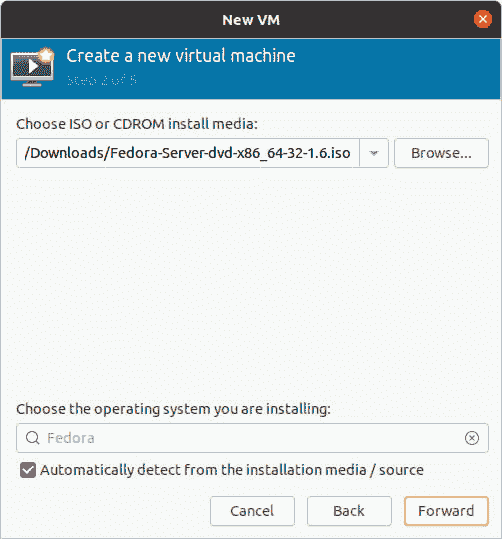 New VM
Create a new virtual machine
Step 2 of 5
Choose ISO or CDROM install media:
/Downloads/Fedora-Server-dvd-x86_64-32-1.6.iso
Browse...
Choose the operating system you are installing:
Fedora
Automatically detect from the installation media / source
Cancel Back Forward